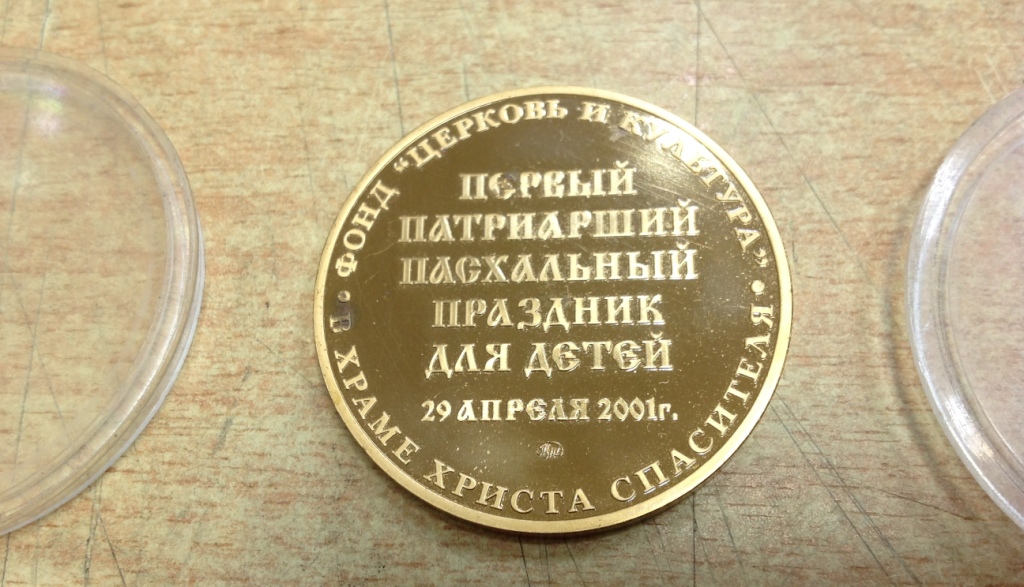 ФОНД "ЦЕРКОВЬ И КУЛЬТУРА"
ПЕРВЫЙ
ПАТРИАРШИЙ
ПАСХАЛЬНЫЙ
ПРАЗДНИК
ДЛЯ ДЕТЕЙ
29 АПРЕЛЯ 2001г.
• В ХРАМЕ ХРИСТА СПАСИТЕЛЯ •